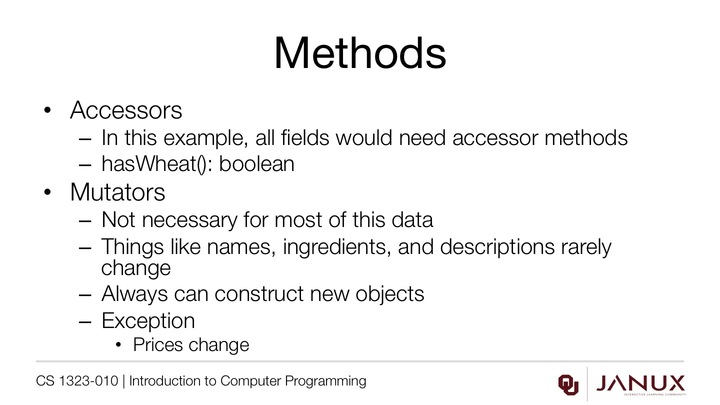 Methods
• Accessors
– In this example, all fields would need accessor methods
– hasWheat(): boolean
• Mutators
– Not necessary for most of this data
– Things like names, ingredients, and descriptions rarely
change
– Always can construct new objects
– Exception
• Prices change
CS 1323-010 | Introduction to Computer Programming
JANUX
INTERACTIVE LEARNING COMMUNITY